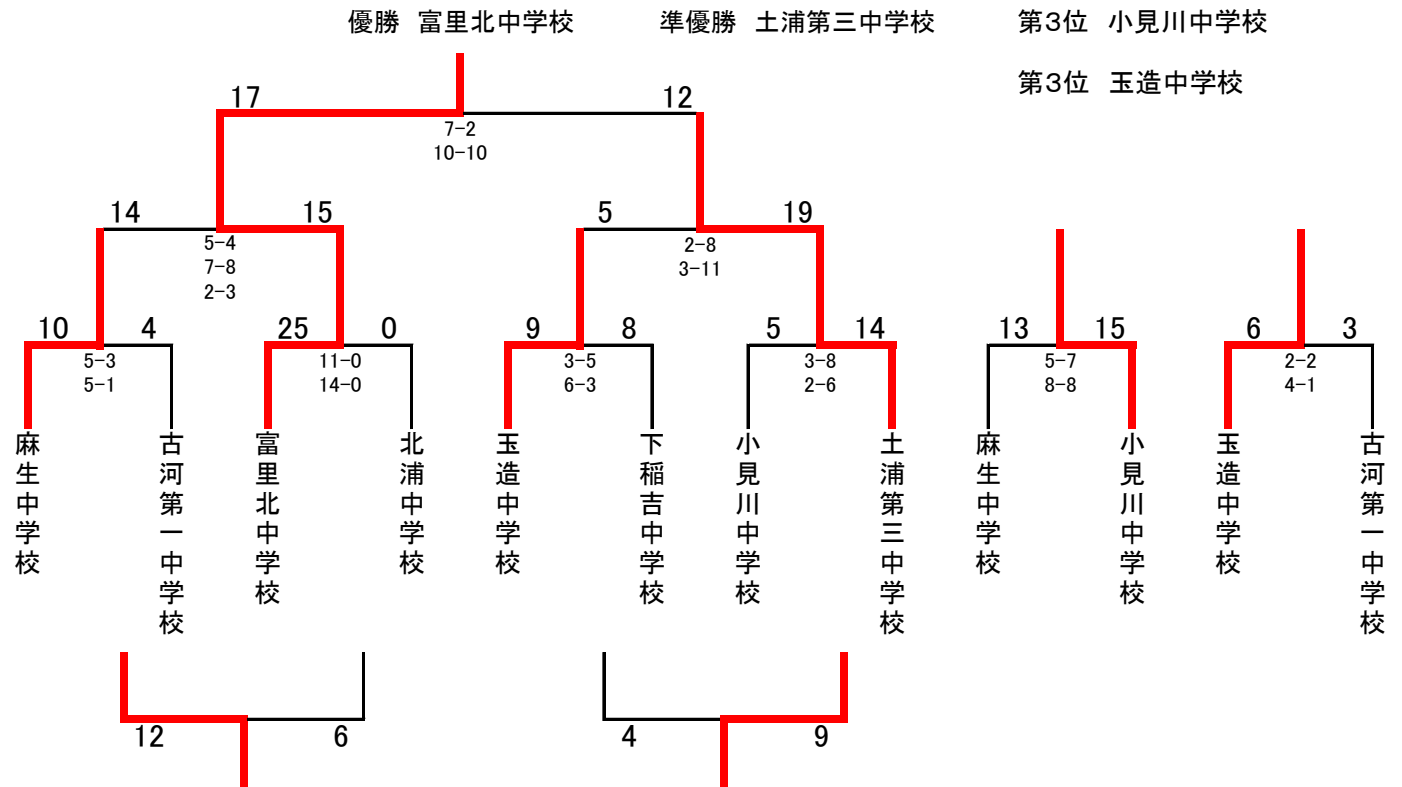 優勝 富里北中学校 準優勝 土浦第三中学校 第3位 小見川中学校
第3位 玉造中学校
17 12
7-2
10-10
14 15 5 19
5-4 2-8
7-8 3-11
2-3
10 4 25 0 9 8 5 14 13 15 6 3
5-3 11-0 3-5 3-8 5-7 2-2
5-1 14-0 6-3 2-6 8-8 4-1
麻生中学校
古河第一中学校
富里北中学校
北浦中学校
玉造中学校
下稲吉中学校
小見川中学校
土浦第三中学校
麻生中学校
小見川中学校
玉造中学校
古河第一中学校
12 6 4 9